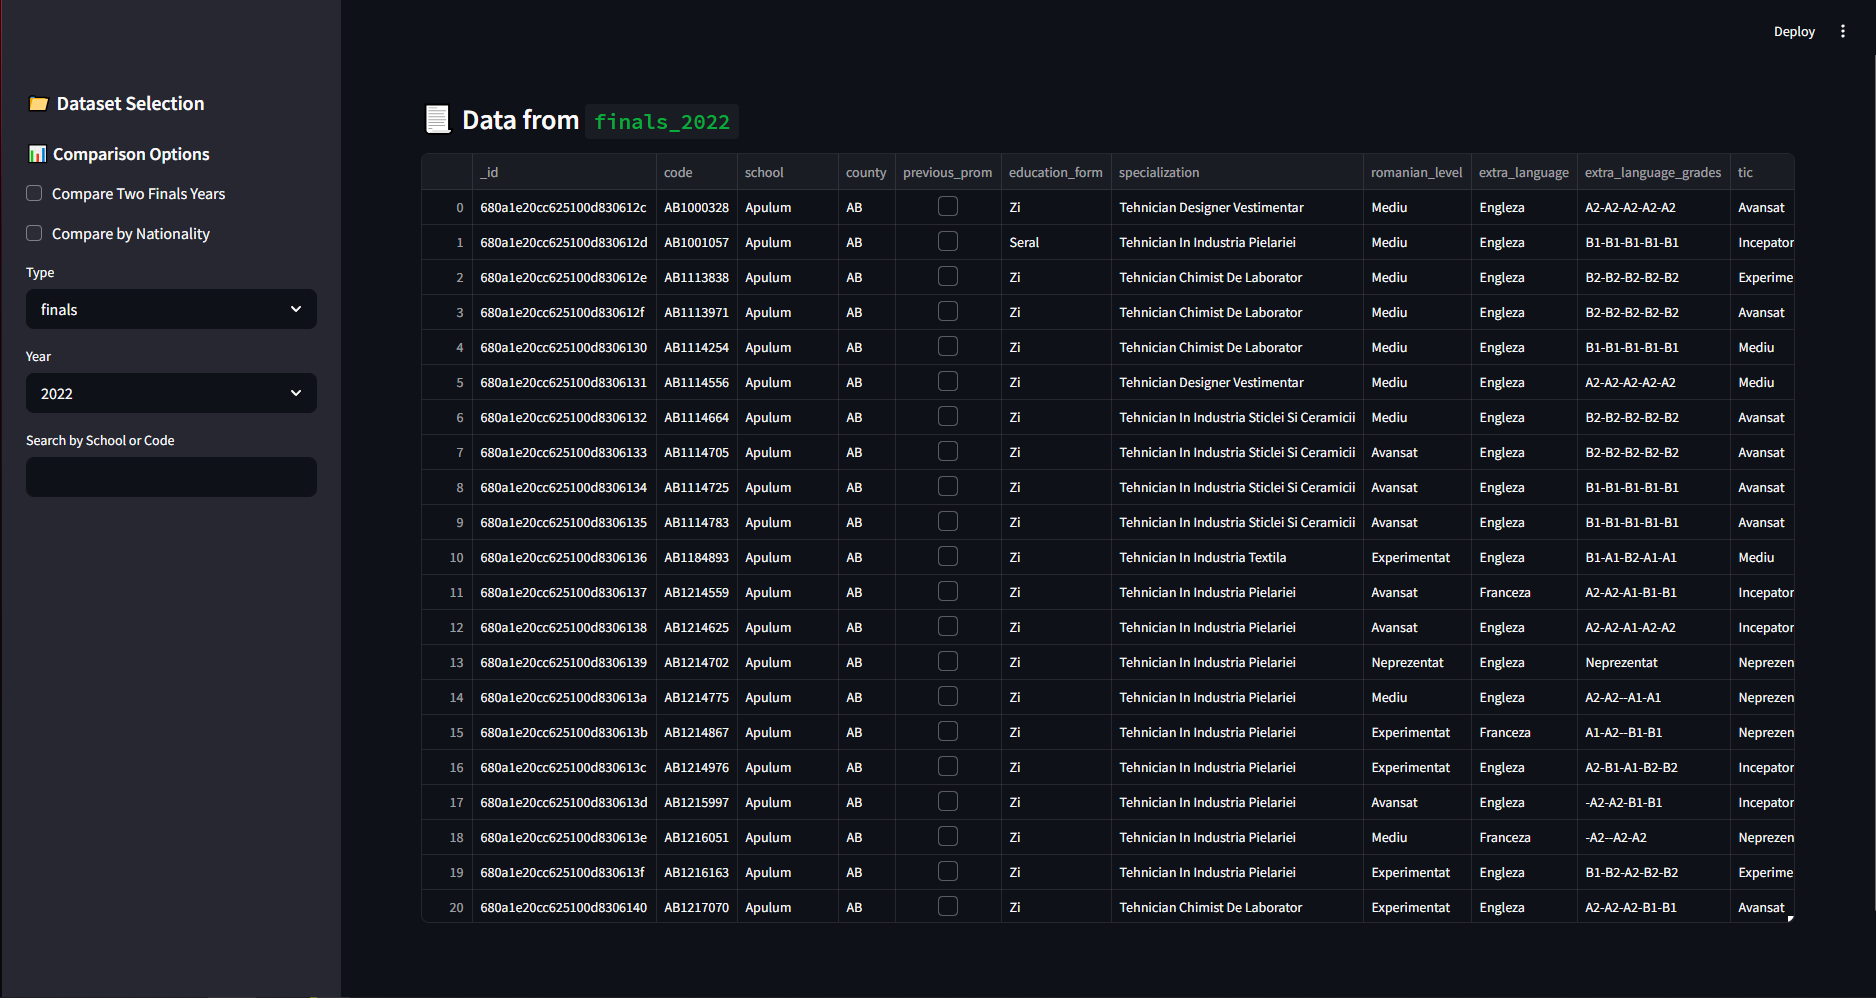 Deploy
Dataset Selection
Comparison Options
Compare Two Finals Years
Compare by Nationality
Type
finals
Year
2022
Search by School or Code
Data from finals_2022
_id code school county previous_prom education_form specialization romanian_level extra_language extra_language_grades tic
0 680a1e20cc625100d830612c AB1000328 Apulum AB Zi Tehnician Designer Vestimentar Mediu Engleza A2-A2-A2-A2-A2 Avansat
1 680a1e20cc625100d830612d AB1001057 Apulum AB Seral Tehnician In Industria Pielariei Mediu Engleza B1-B1-B1-B1-B1 Incepator
2 680a1e20cc625100d830612e AB1113838 Apulum AB Zi Tehnician Chimist De Laborator Mediu Engleza B2-B2-B2-B2-B2 Experime
3 680a1e20cc625100d830612f AB1113971 Apulum AB Zi Tehnician Chimist De Laborator Mediu Engleza B2-B2-B2-B2-B2 Avansat
4 680a1e20cc625100d8306130 AB1114254 Apulum AB Zi Tehnician Chimist De Laborator Mediu Engleza B1-B1-B1-B1-B1 Mediu
5 680a1e20cc625100d8306131 AB1114556 Apulum AB Zi Tehnician Designer Vestimentar Mediu Engleza A2-A2-A2-A2-A2 Mediu
6 680a1e20cc625100d8306132 AB1114664 Apulum AB Zi Tehnician In Industria Sticlei Si Ceramicii Mediu Engleza B2-B2-B2-B2-B2 Avansat
7 680a1e20cc625100d8306133 AB1114705 Apulum AB Zi Tehnician In Industria Sticlei Si Ceramicii Avansat Engleza B2-B2-B2-B2-B2 Avansat
8 680a1e20cc625100d8306134 AB1114725 Apulum AB Zi Tehnician In Industria Sticlei Si Ceramicii Avansat Engleza B1-B1-B1-B1-B1 Avansat
9 680a1e20cc625100d8306135 AB1114783 Apulum AB Zi Tehnician In Industria Sticlei Si Ceramicii Avansat Engleza B1-B1-B1-B1-B1 Avansat
10 680a1e20cc625100d8306136 AB1184893 Apulum AB Zi Tehnician In Industria Textila Experimentat Engleza B1-A1-B2-A1-A1 Mediu
11 680a1e20cc625100d8306137 AB1214559 Apulum AB Zi Tehnician In Industria Pielariei Avansat Franceza A2-A2-A1-B1-B1 Incepator
12 680a1e20cc625100d8306138 AB1214625 Apulum AB Zi Tehnician In Industria Pielariei Avansat Engleza A2-A2-A1-A2-A2 Incepator
13 680a1e20cc625100d8306139 AB1214702 Apulum AB Zi Tehnician In Industria Pielariei Neprezentat Engleza Neprezentat Neprezen
14 680a1e20cc625100d830613a AB1214775 Apulum AB Zi Tehnician In Industria Pielariei Mediu Engleza A2-A2--A1-A1 Neprezen
15 680a1e20cc625100d830613b AB1214867 Apulum AB Zi Tehnician In Industria Pielariei Experimentat Franceza A1-A2--B1-B1 Neprezen
16 680a1e20cc625100d830613c AB1214976 Apulum AB Zi Tehnician In Industria Pielariei Experimentat Engleza A2-B1-A1-B2-B2 Incepator
17 680a1e20cc625100d830613d AB1215997 Apulum AB Zi Tehnician In Industria Pielariei Avansat Engleza -A2-A2-B1-B1 Incepator
18 680a1e20cc625100d830613e AB1216051 Apulum AB Zi Tehnician In Industria Pielariei Mediu Franceza -A2--A2-A2 Neprezen
19 680a1e20cc625100d830613f AB1216163 Apulum AB Zi Tehnician In Industria Pielariei Experimentat Engleza B1-B2-A2-B2-B2 Experime
20 680a1e20cc625100d8306140 AB1217070 Apulum AB Zi Tehnician Chimist De Laborator Experimentat Engleza A2-A2-A2-B1-B1 Avansat